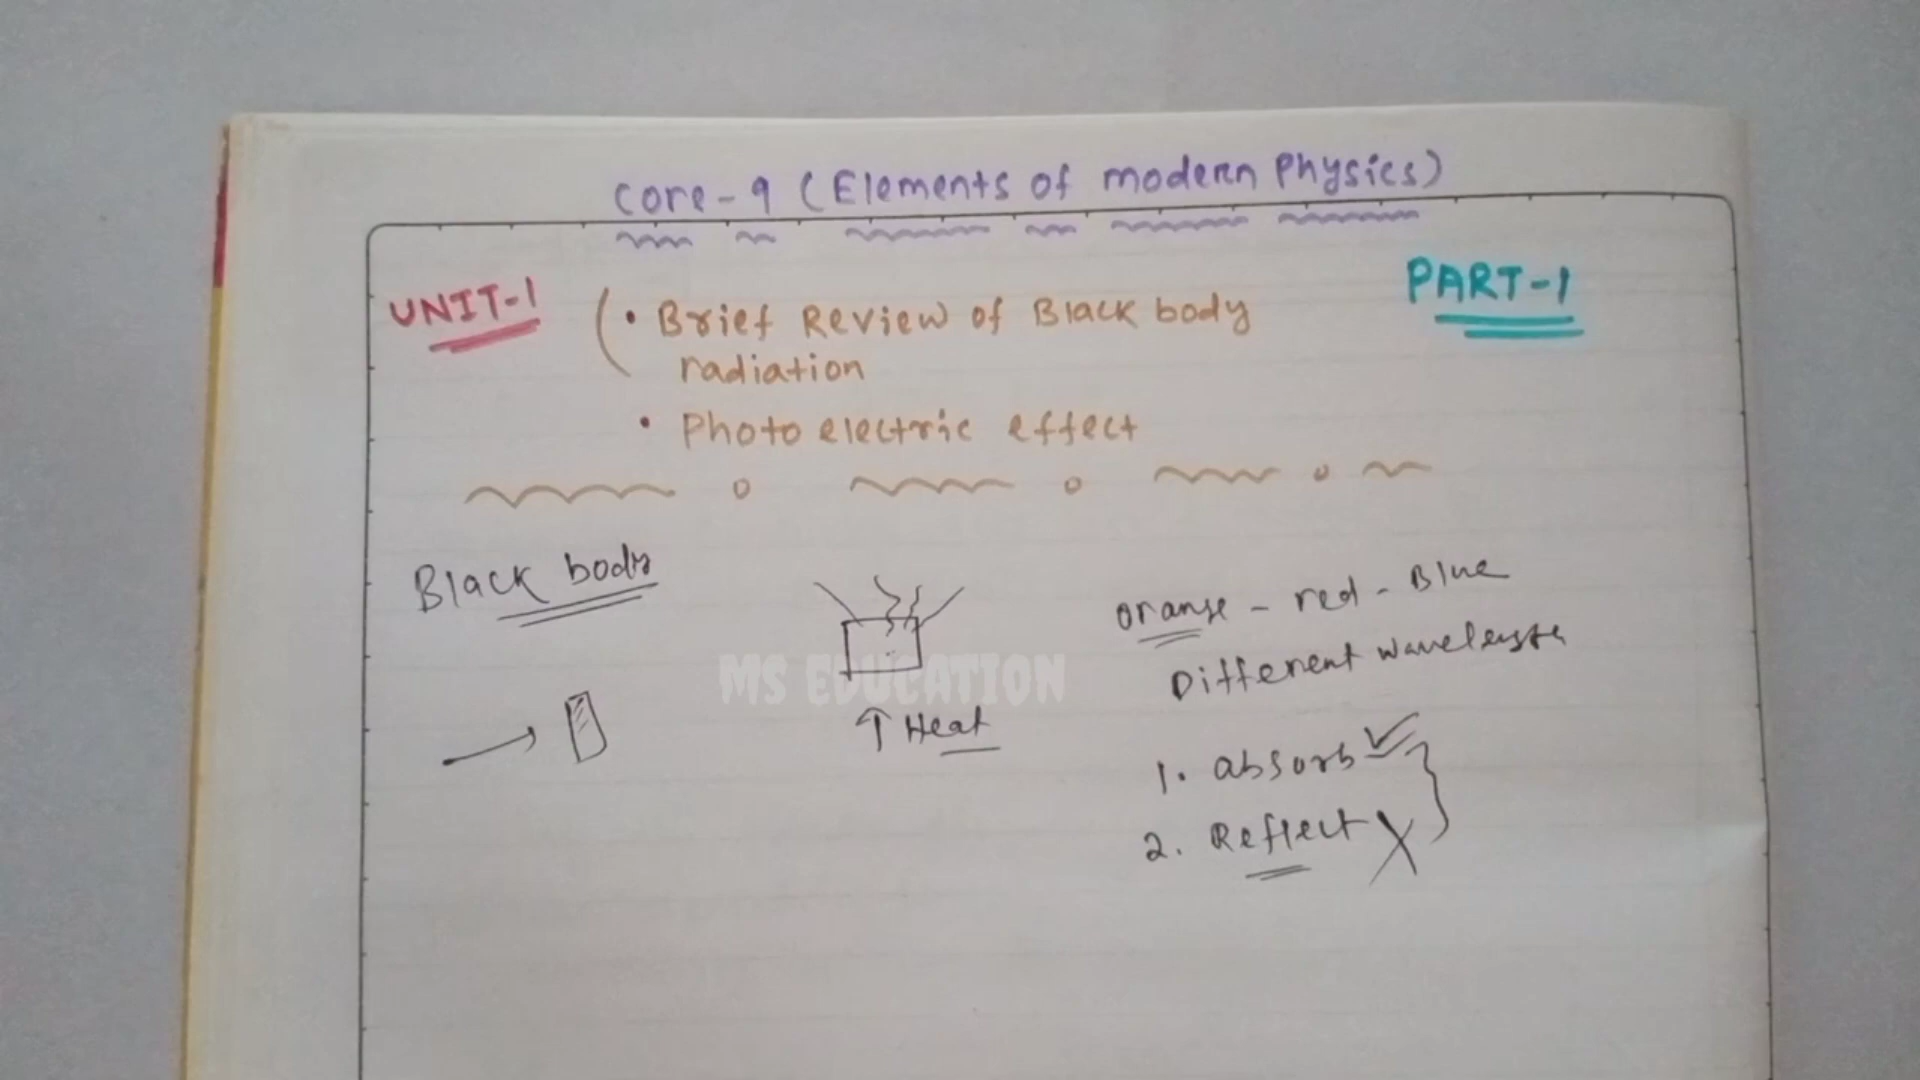 Core-9 (Elements of modern Physics)
UNIT-1
PART-1
(• Brief Review of Black body
radiation
• Photo electric effect
Black body
Orange - red - Blue
Different wavelength
MS EDUCATION
↑ Heat
1. absorb ✓
2. Reflect X